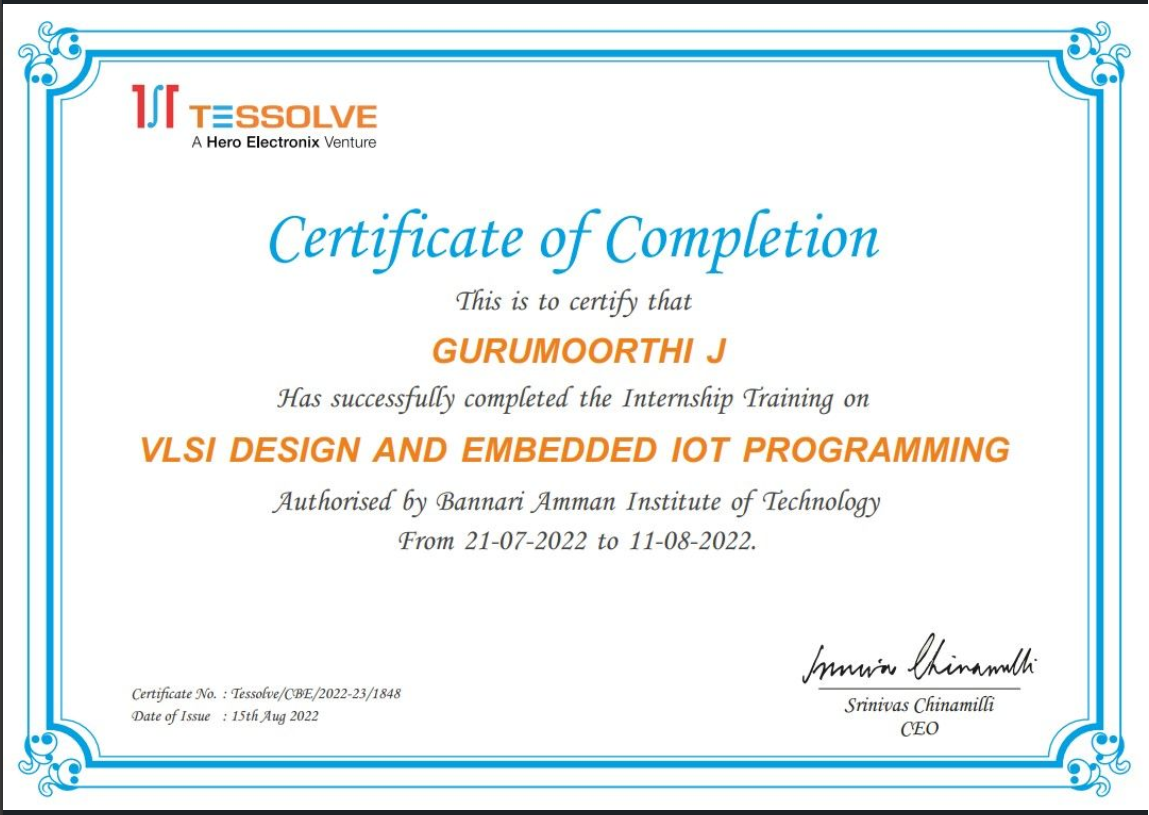 TESSOLVE
A Hero Electronix Venture
Certificate of Completion
This is to certify that
GURUMOORTHI J
Has successfully completed the Internship Training on
VLSI DESIGN AND EMBEDDED IOT PROGRAMMING
Authorised by Bannari Amman Institute of Technology
From 21-07-2022 to 11-08-2022.
Srinivas Chinamilli
CEO
Certificate No. : Tessolve/CBE/2022-23/1848
Date of Issue : 15th Aug 2022